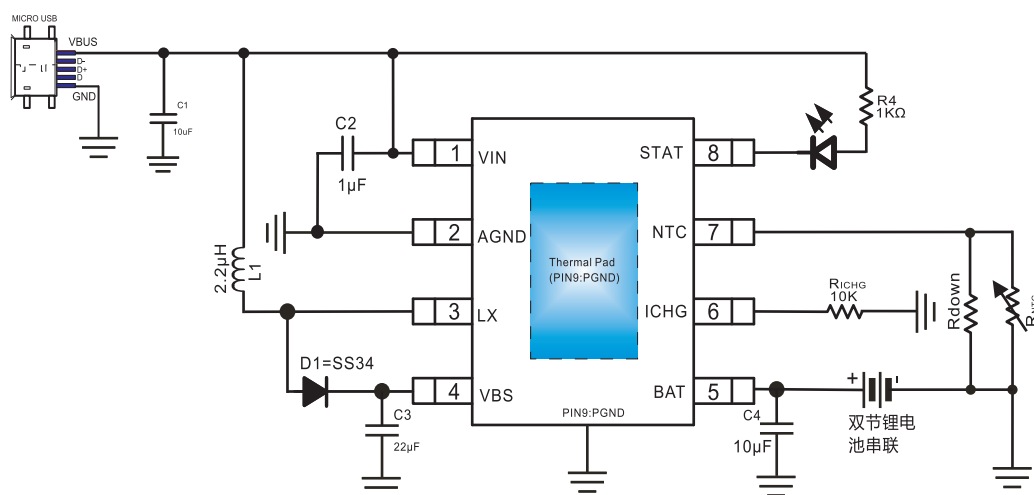 MICRO USB
VBUS
D-
D+
D
GND
C1
10uF
C2
1μF
2.2μH
L1
D1=SS34
C3
22μF
1
VIN
2
AGND
3
LX
4
VBS
Thermal Pad
(PIN9:PGND)
PIN9:PGND
STAT
8
NTC
7
ICHG
6
BAT
5
R4
1KΩ
RICHG
10K
Rdown
RNTC
C4
10μF
+
-
双节锂电
池串联